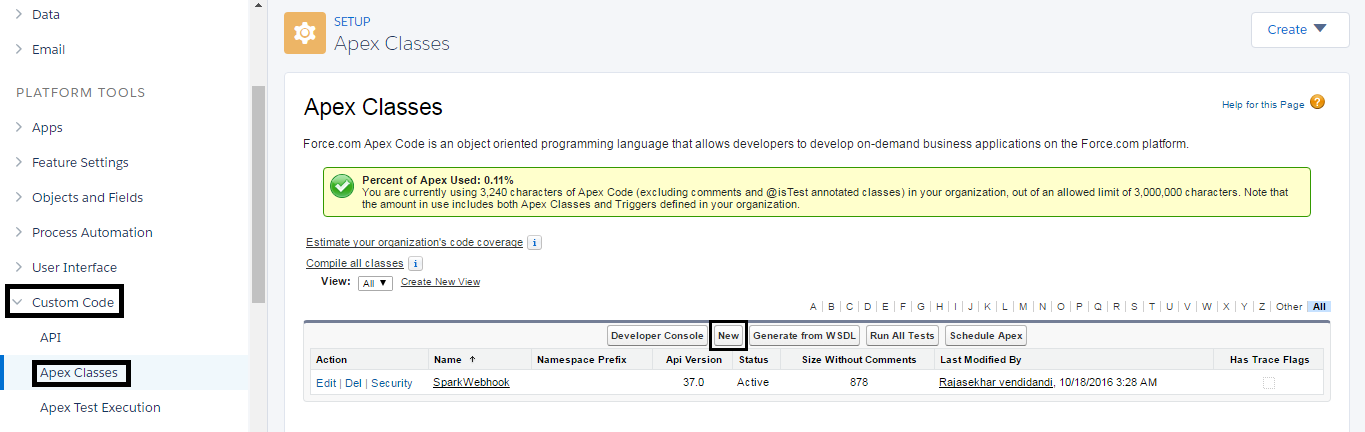 Data
Email
PLATFORM TOOLS
Apps
Feature Settings
Objects and Fields
Process Automation
User Interface
Custom Code
API
Apex Classes
Apex Test Execution
SETUP
Apex Classes
Create
Apex Classes
Help for this Page ?
Force.com Apex Code is an object oriented programming language that allows developers to develop on-demand business applications on the Force.com platform.
Percent of Apex Used: 0.11%
You are currently using 3,240 characters of Apex Code (excluding comments and @isTest annotated classes) in your organization, out of an allowed limit of 3,000,000 characters. Note that
the amount in use includes both Apex Classes and Triggers defined in your organization.
Estimate your organization's code coverage i
Compile all classes i
View: All Create New View
A | B | C | D | E | F | G | H | I | J | K | L | M | N | O | P | Q | R | S | T | U | V | W | X | Y | Z | Other All
Developer Console New Generate from WSDL Run All Tests Schedule Apex
Action Name Namespace Prefix Api Version Status Size Without Comments Last Modified By Has Trace Flags
Edit | Del | Security SparkWebhook 37.0 Active 878 Rajasekhar vendidandi, 10/18/2016 3:28 AM